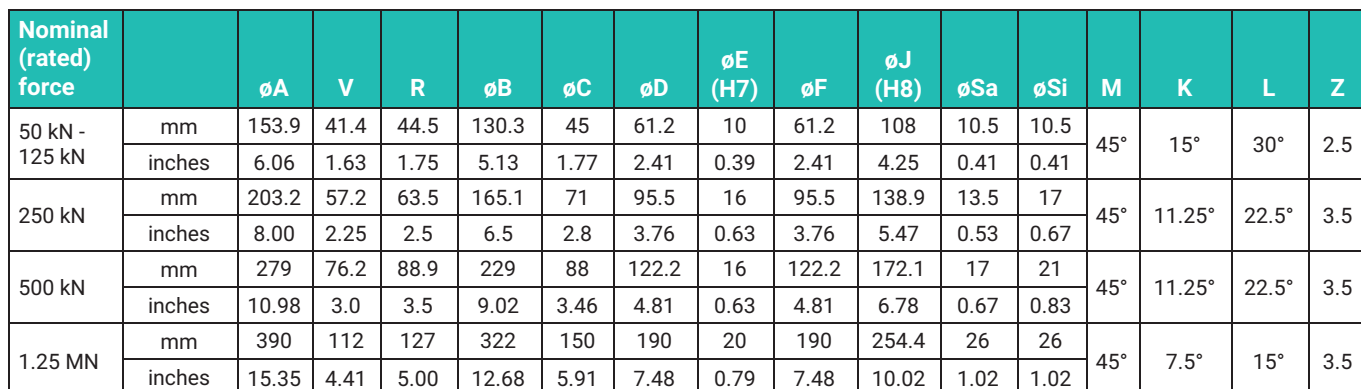 Nominal (rated) force øA V R øB øC øD øE (H7) øF øJ (H8) øSa øSi M K L Z
50 kN - 125 kN mm 153.9 41.4 44.5 130.3 45 61.2 10 61.2 108 10.5 10.5 45° 15° 30° 2.5
inches 6.06 1.63 1.75 5.13 1.77 2.41 0.39 2.41 4.25 0.41 0.41
250 kN mm 203.2 57.2 63.5 165.1 71 95.5 16 95.5 138.9 13.5 17 45° 11.25° 22.5° 3.5
inches 8.00 2.25 2.5 6.5 2.8 3.76 0.63 3.76 5.47 0.53 0.67
500 kN mm 279 76.2 88.9 229 88 122.2 16 122.2 172.1 17 21 45° 11.25° 22.5° 3.5
inches 10.98 3.0 3.5 9.02 3.46 4.81 0.63 4.81 6.78 0.67 0.83
1.25 MN mm 390 112 127 322 150 190 20 190 254.4 26 26 45° 7.5° 15° 3.5
inches 15.35 4.41 5.00 12.68 5.91 7.48 0.79 7.48 10.02 1.02 1.02